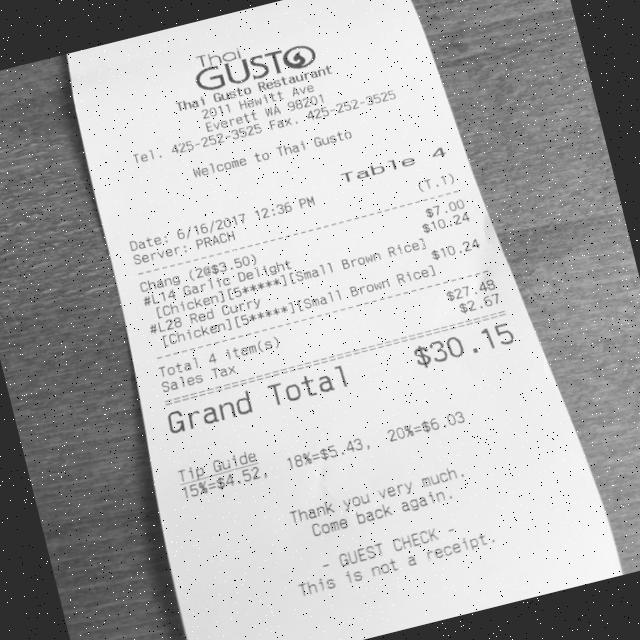 Thai
GUSTO
Thai Gusto Restaurant
2011 Hewitt Ave
Everett WA 98201
Tel. 425-252-3525 Fax. 425-252-3525
Welcome to Thai Gusto
Table 4
Date: 6/16/2017 12:36 PM
Server: PRACH (T.T)
Chang (2@$3.50) $7.00
#L14 Garlic Delight $10.24
[Chicken][5*****][Small Brown Rice]
#L28 Red Curry $10.24
[Chicken][5*****][Small Brown Rice]
Total 4 item(s) $27.48
Sales Tax $2.67
Grand Total $30.15
Tip Guide
15%=$4.52, 18%=$5.43, 20%=$6.03
Thank you very much.
Come back again.
- GUEST CHECK -
This is not a receipt.